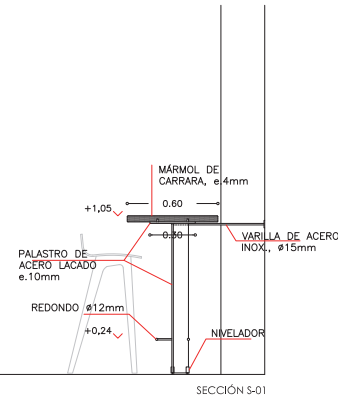 MÁRMOL DE
CARRARA, e.4mm
0.60
+1,05
0.30
VARILLA DE ACERO
INOX., ø15mm
PALASTRO DE
ACERO LACADO
e.10mm
REDONDO ø12mm
+0,24
NIVELADOR
SECCIÓN S-01